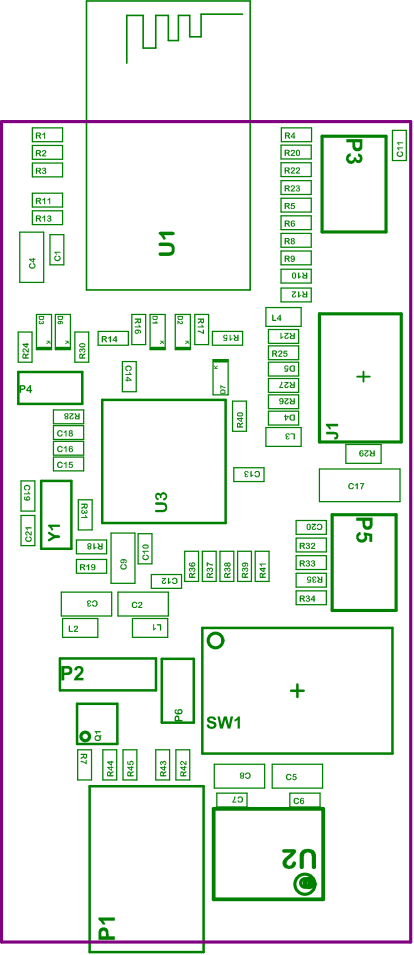 R1
R2
R3
R11
R13
C4
C1
U1
R4
R20
R22
R23
R5
R6
R8
R9
R10
R12
P3
C11
L4
R21
R25
D5
R27
R26
D4
L3
J1
R29
C17
D3
K
D6
K
R24
R30
R14
R16
D1
K
D2
K
R17
R15
C14
K
D7
R40
P4
R28
C18
C16
C15
U3
C13
C19
C21
Y1
R31
R18
R19
C9
C10
C12
R36
R37
R38
R39
R41
C20
R32
R33
R35
R34
P5
C3
C2
L2
L1
P2
P6
SW1
Q1
R7
R44
R45
R43
R42
C8
C5
C7
C6
U2
P1